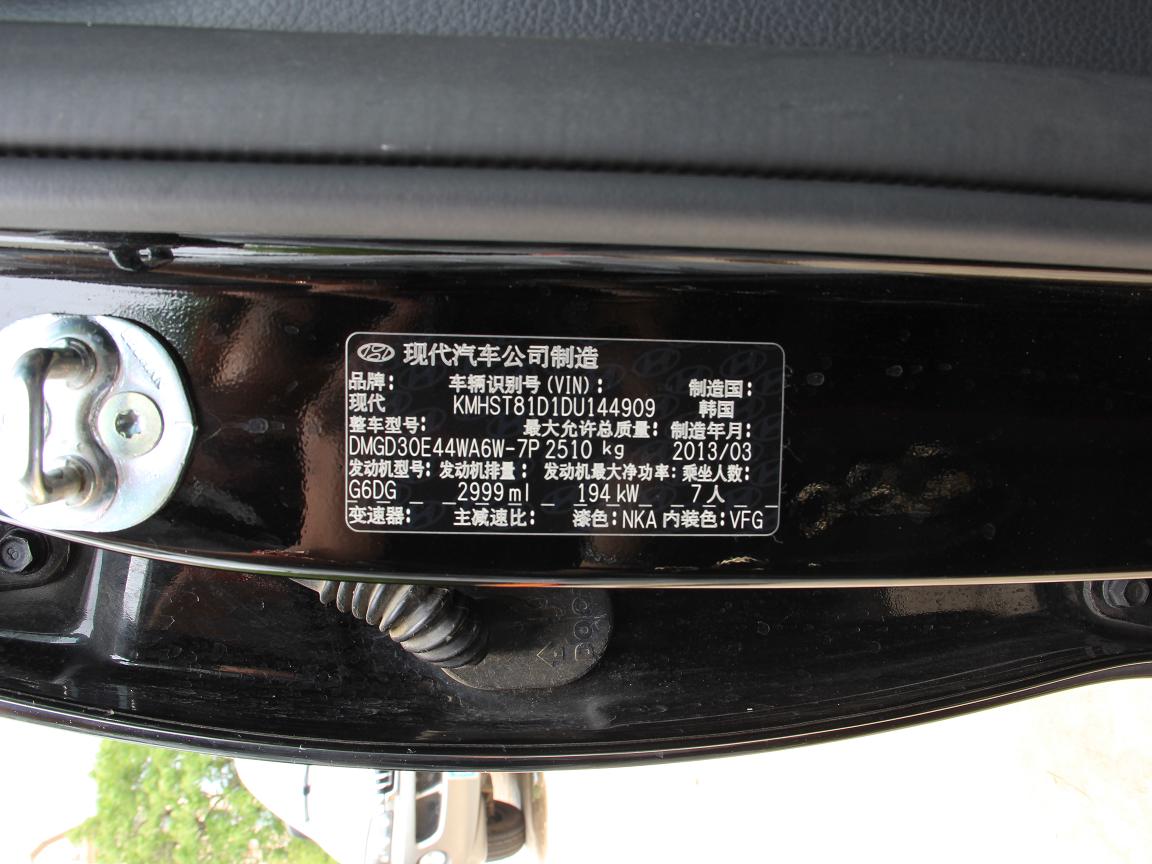 现代汽车公司制造
品牌: 车辆识别号(VIN): 制造国:
现代 KMHST81D1DU144909 韩国
整车型号: 最大允许总质量: 制造年月:
DMGD30E44WA6W-7P 2510 kg 2013/03
发动机型号: 发动机排量: 发动机最大净功率: 乘坐人数:
G6DG 2999ml 194kW 7人
变速器: 主减速比: 漆色:NKA 内装色:VFG